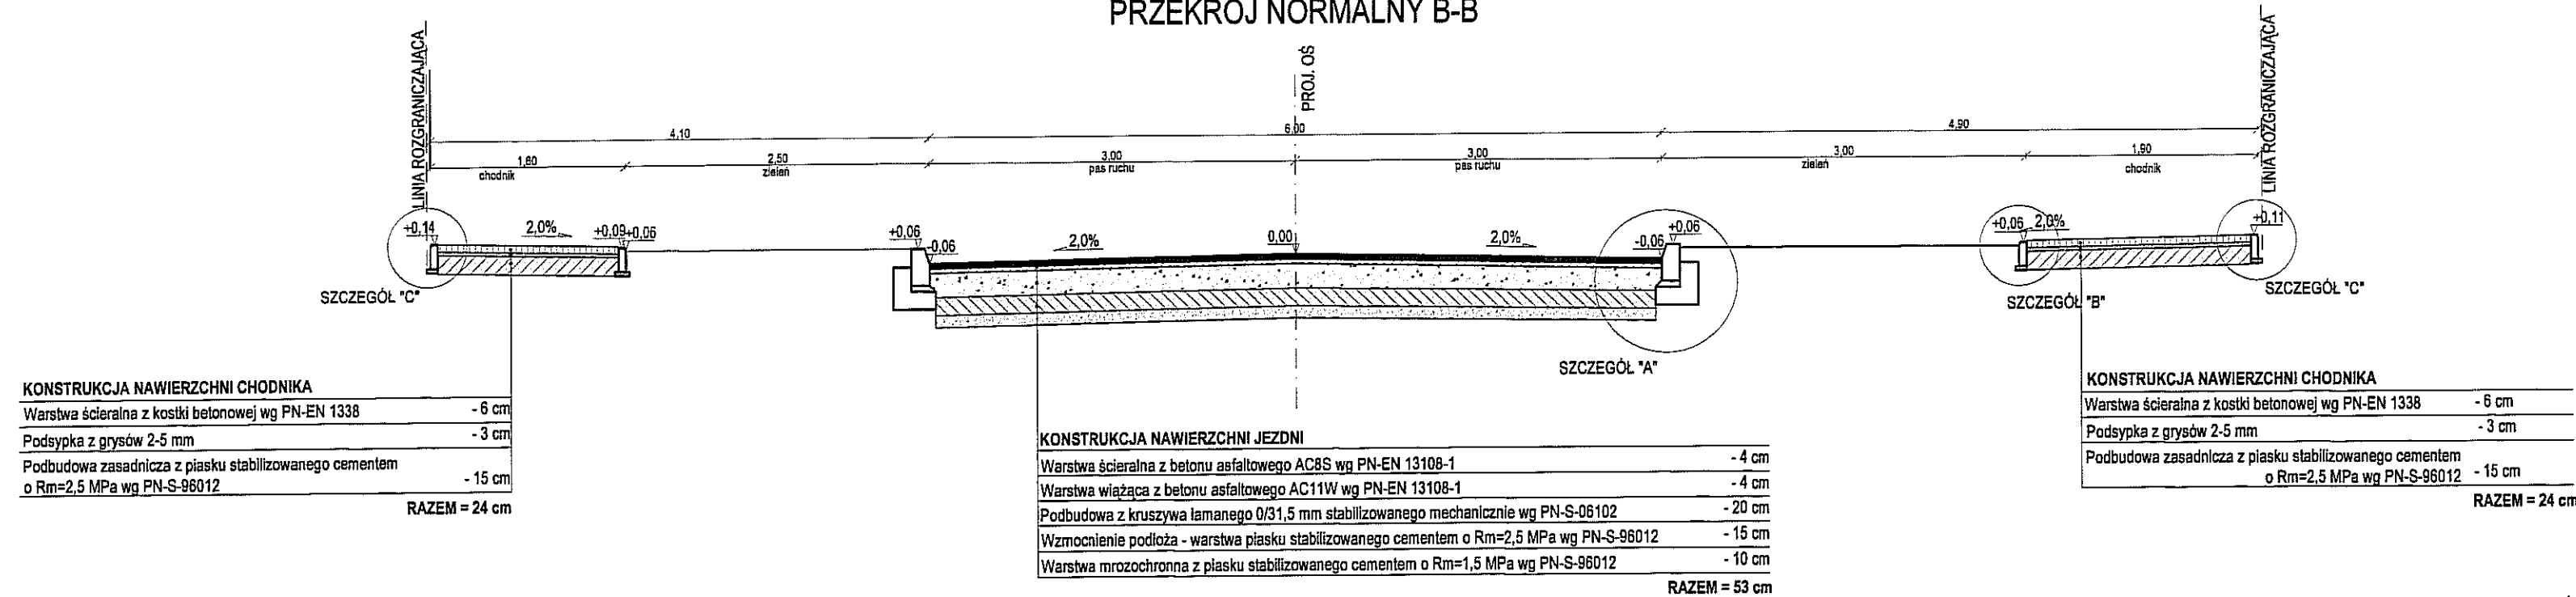 PRZEKRÓJ NORMALNY B-B
LINIA ROZGRANICZAJĄCA
PROJ. OŚ
LINIA ROZGRANICZAJĄCA
4,10
6,00
4,90
1,60
2,50
3,00
3,00
3,00
1,90
chodnik
zieleń
pas ruchu
pas ruchu
zieleń
chodnik
+0,14
2,0%
+0,09
+0,06
+0,06
-0,06
2,0%
0,00
2,0%
-0,06
+0,06
+0,06
2,0%
+0,11
SZCZEGÓŁ "C"
SZCZEGÓŁ "A"
SZCZEGÓŁ "B"
SZCZEGÓŁ "C"
KONSTRUKCJA NAWIERZCHNI CHODNIKA
Warstwa ścieralna z kostki betonowej wg PN-EN 1338 - 6 cm
Podsypka z grysów 2-5 mm - 3 cm
Podbudowa zasadnicza z piasku stabilizowanego cementem
o Rm=2,5 MPa wg PN-S-96012 - 15 cm
RAZEM = 24 cm
KONSTRUKCJA NAWIERZCHNI JEZDNI
Warstwa ścieralna z betonu asfaltowego AC8S wg PN-EN 13108-1 - 4 cm
Warstwa wiążąca z betonu asfaltowego AC11W wg PN-EN 13108-1 - 4 cm
Podbudowa z kruszywa łamanego 0/31,5 mm stabilizowanego mechanicznie wg PN-S-06102 - 20 cm
Wzmocnienie podłoża - warstwa piasku stabilizowanego cementem o Rm=2,5 MPa wg PN-S-96012 - 15 cm
Warstwa mrozochronna z piasku stabilizowanego cementem o Rm=1,5 MPa wg PN-S-96012 - 10 cm
RAZEM = 53 cm
KONSTRUKCJA NAWIERZCHNI CHODNIKA
Warstwa ścieralna z kostki betonowej wg PN-EN 1338 - 6 cm
Podsypka z grysów 2-5 mm - 3 cm
Podbudowa zasadnicza z piasku stabilizowanego cementem
o Rm=2,5 MPa wg PN-S-96012 - 15 cm
RAZEM = 24 cm